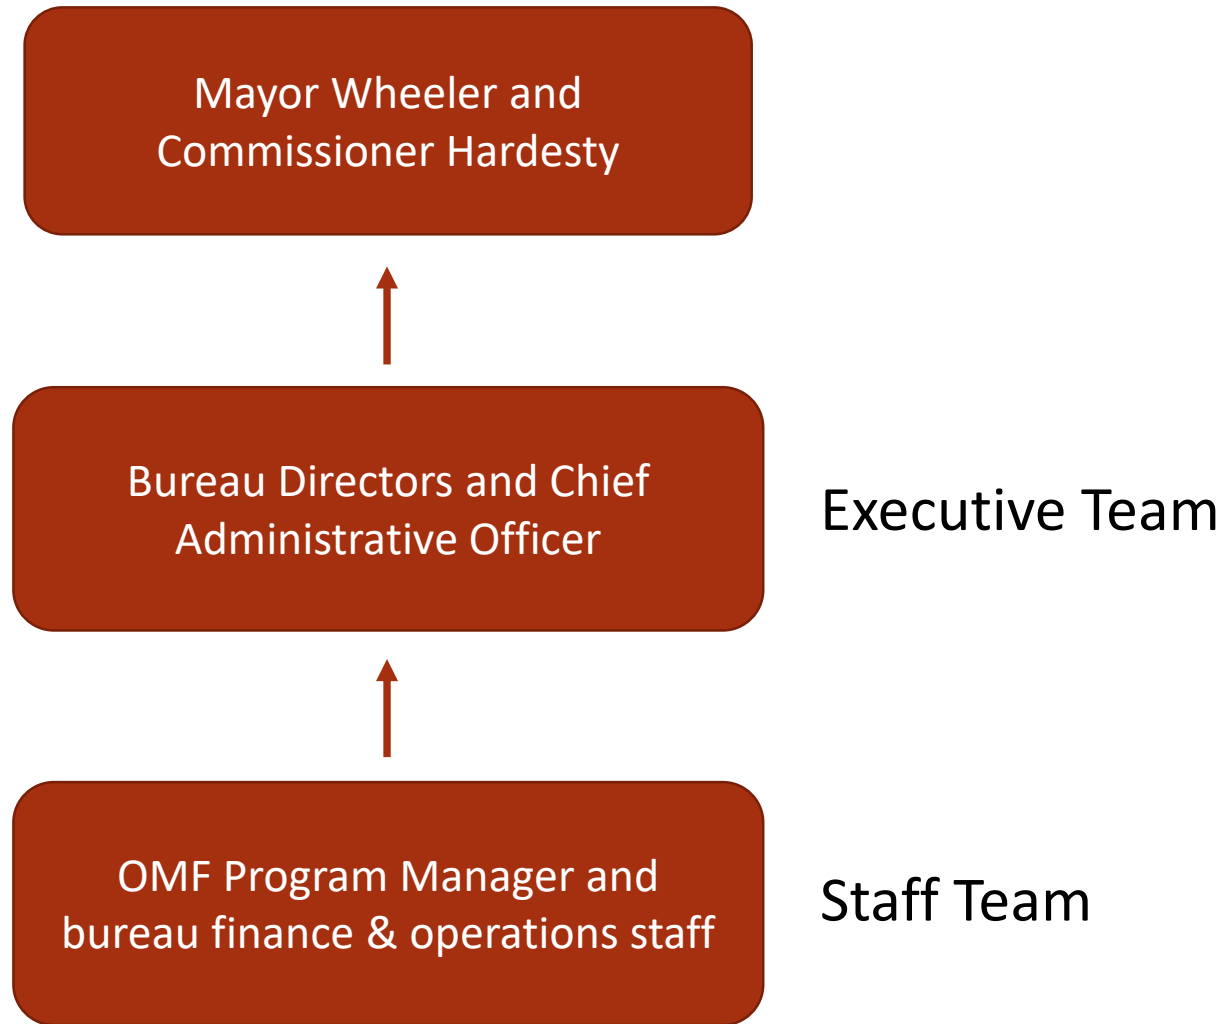 Mayor Wheeler and
Commissioner Hardesty
Bureau Directors and Chief
Administrative Officer
Executive Team
OMF Program Manager and
bureau finance & operations staff
Staff Team